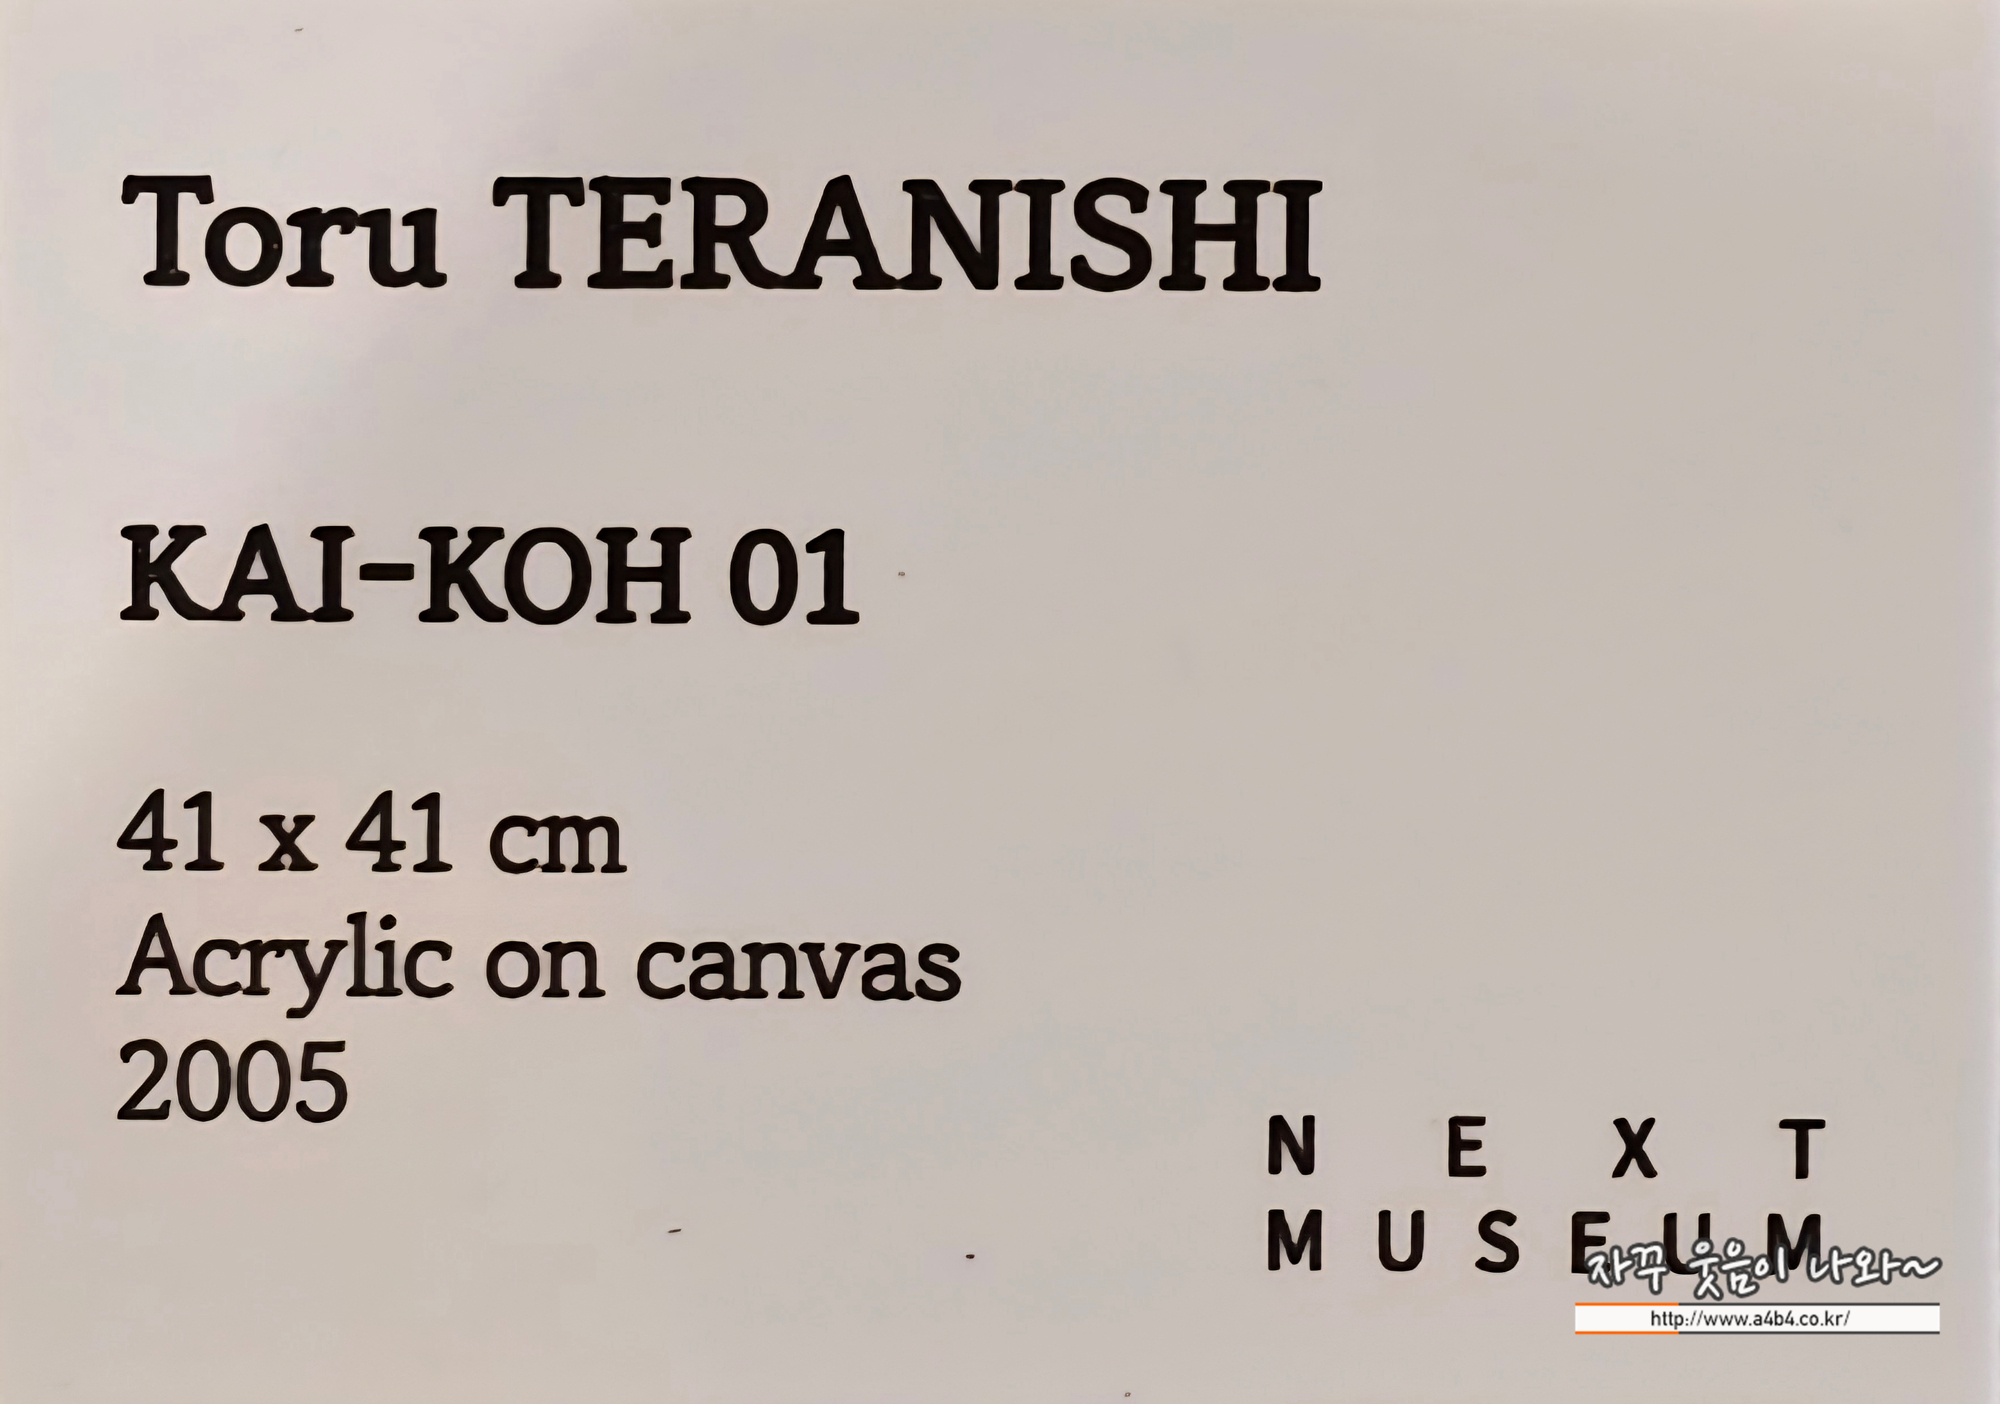 Toru TERANISHI
KAI-KOH 01
41 x 41 cm
Acrylic on canvas
2005
N E X T
M U S E U M
자꾸 웃음이 나와~
http://www.a4b4.co.kr/